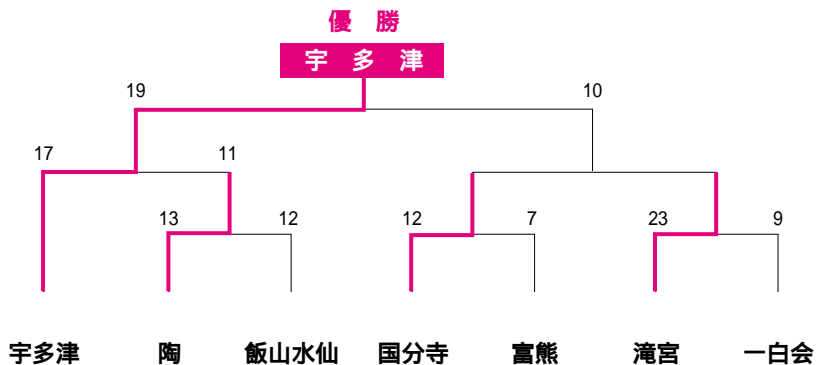 優 勝
宇 多 津
19 10
17 11
13 12 12 7 23 9
宇多津 陶 飯山水仙 国分寺 富熊 滝宮 一白会